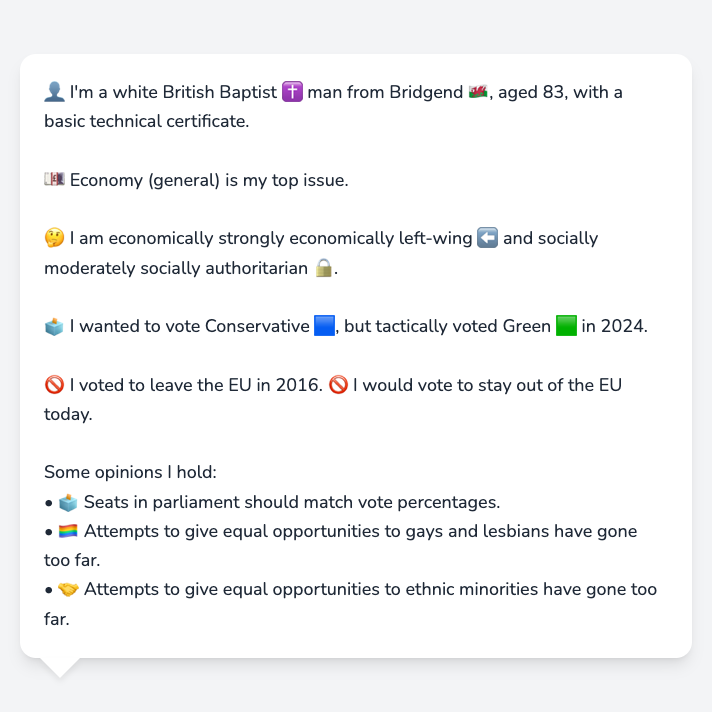 👤 I'm a white British Baptist ✝️ man from Bridgend 🏴󠁧󠁢󠁷󠁬󠁳󠁿, aged 83, with a
basic technical certificate.
💷 Economy (general) is my top issue.
🤔 I am economically strongly economically left-wing ⬅️ and socially
moderately socially authoritarian 🔒.
🗳️ I wanted to vote Conservative 🟦, but tactically voted Green 🟩 in 2024.
🚫 I voted to leave the EU in 2016. 🚫 I would vote to stay out of the EU
today.
Some opinions I hold:
• 🗳️ Seats in parliament should match vote percentages.
• 🏳️‍🌈 Attempts to give equal opportunities to gays and lesbians have gone
too far.
• 🤝 Attempts to give equal opportunities to ethnic minorities have gone too
far.